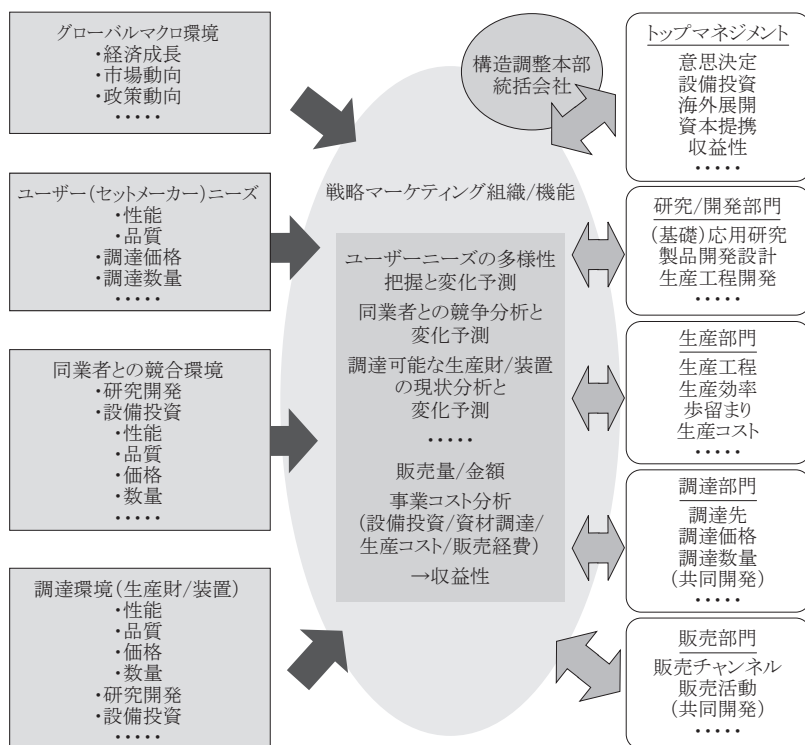 グローバルマクロ環境
・経済成長
・市場動向
・政策動向
・・・・・
ユーザー(セットメーカー)ニーズ
・性能
・品質
・調達価格
・調達数量
・・・・・
同業者との競合環境
・研究開発
・設備投資
・性能
・品質
・価格
・数量
・・・・・
調達環境(生産財/装置)
・性能
・品質
・価格
・数量
・研究開発
・設備投資
・・・・・
構造調整本部
統括会社
戦略マーケティング組織/機能
ユーザーニーズの多様性
把握と変化予測
同業者との競争分析と
変化予測
調達可能な生産財/装置
の現状分析と
変化予測
・・・・・
販売量/金額
事業コスト分析
(設備投資/資材調達/
生産コスト/販売経費)
→収益性
トップマネジメント
意思決定
設備投資
海外展開
資本提携
収益性
・・・・・
研究/開発部門
(基礎)応用研究
製品開発設計
生産工程開発
・・・・・
生産部門
生産工程
生産効率
歩留まり
生産コスト
・・・・・
調達部門
調達先
調達価格
調達数量
(共同開発)
・・・・・
販売部門
販売チャンネル
販売活動
(共同開発)
・・・・・